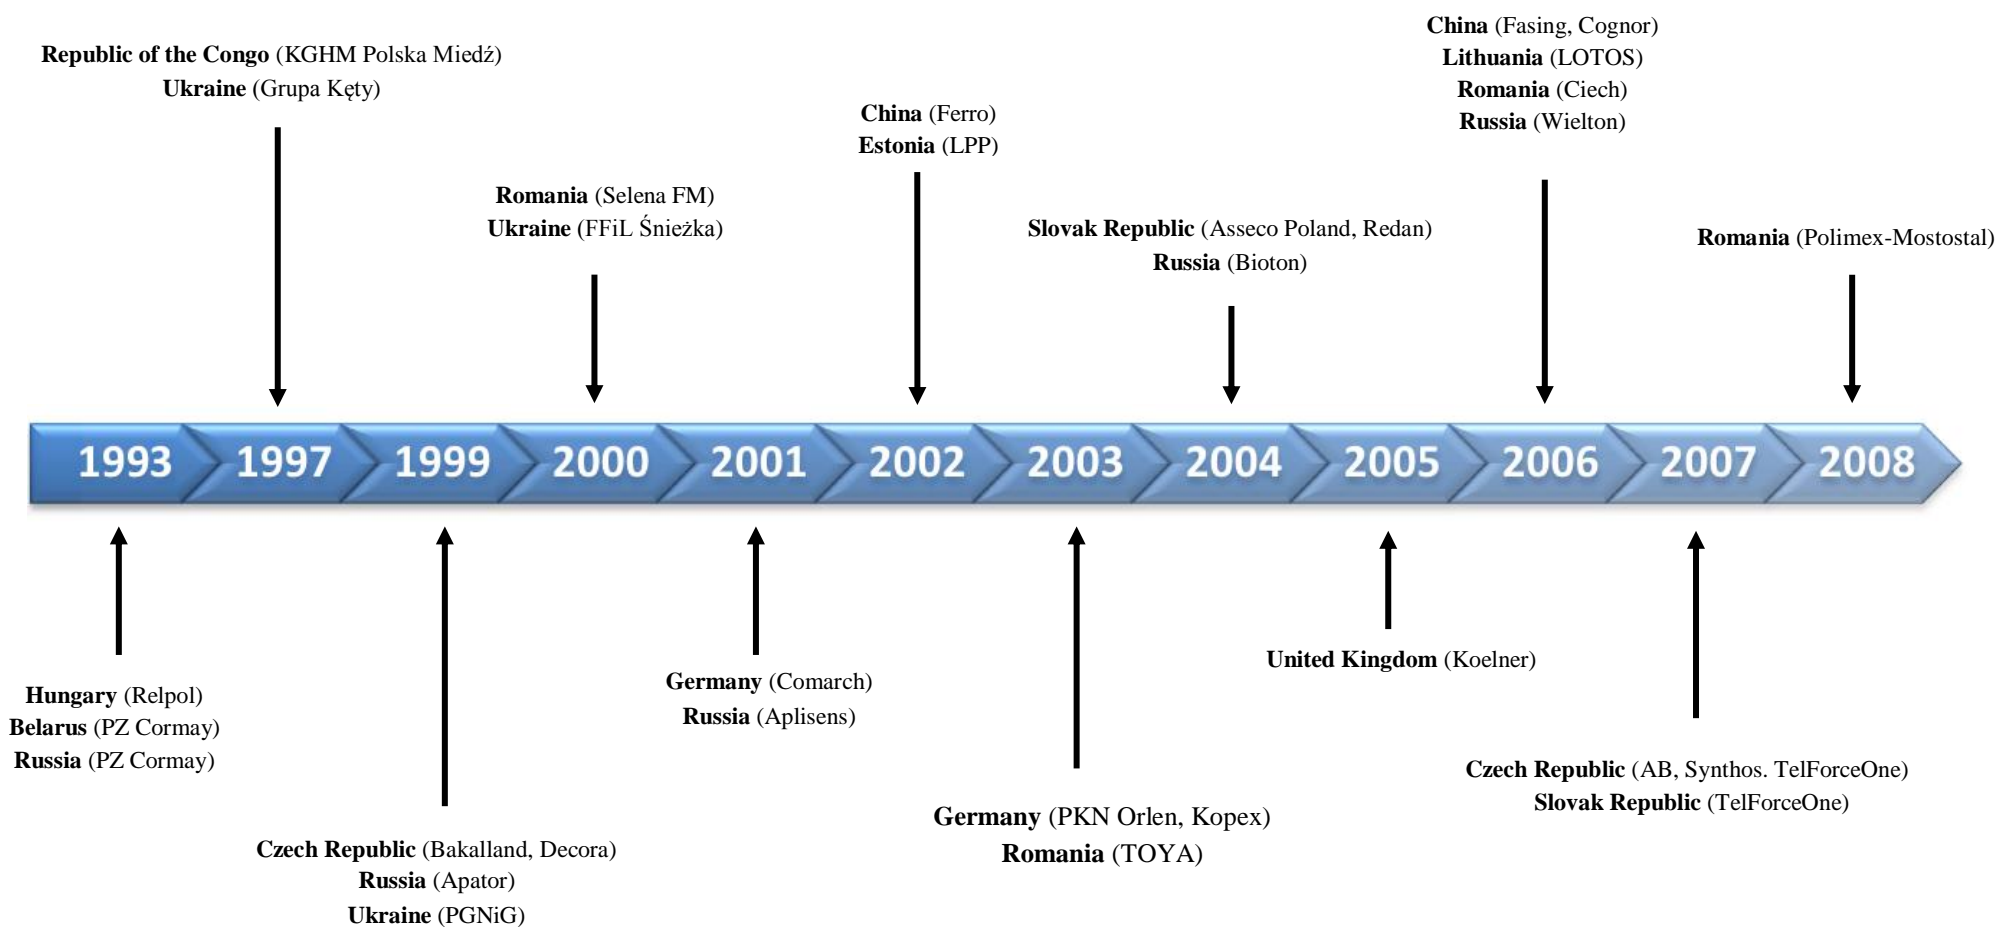 Republic of the Congo (KGHM Polska Miedź)
Ukraine (Grupa Kęty)
Romania (Selena FM)
Ukraine (FFiL Śnieżka)
China (Ferro)
Estonia (LPP)
Slovak Republic (Asseco Poland, Redan)
Russia (Bioton)
China (Fasing, Cognor)
Lithuania (LOTOS)
Romania (Ciech)
Russia (Wielton)
Romania (Polimex-Mostostal)
1993 1997 1999 2000 2001 2002 2003 2004 2005 2006 2007 2008
Hungary (Relpol)
Belarus (PZ Cormay)
Russia (PZ Cormay)
Czech Republic (Bakalland, Decora)
Russia (Apator)
Ukraine (PGNiG)
Germany (Comarch)
Russia (Aplisens)
Germany (PKN Orlen, Kopex)
Romania (TOYA)
United Kingdom (Koelner)
Czech Republic (AB, Synthos. TelForceOne)
Slovak Republic (TelForceOne)